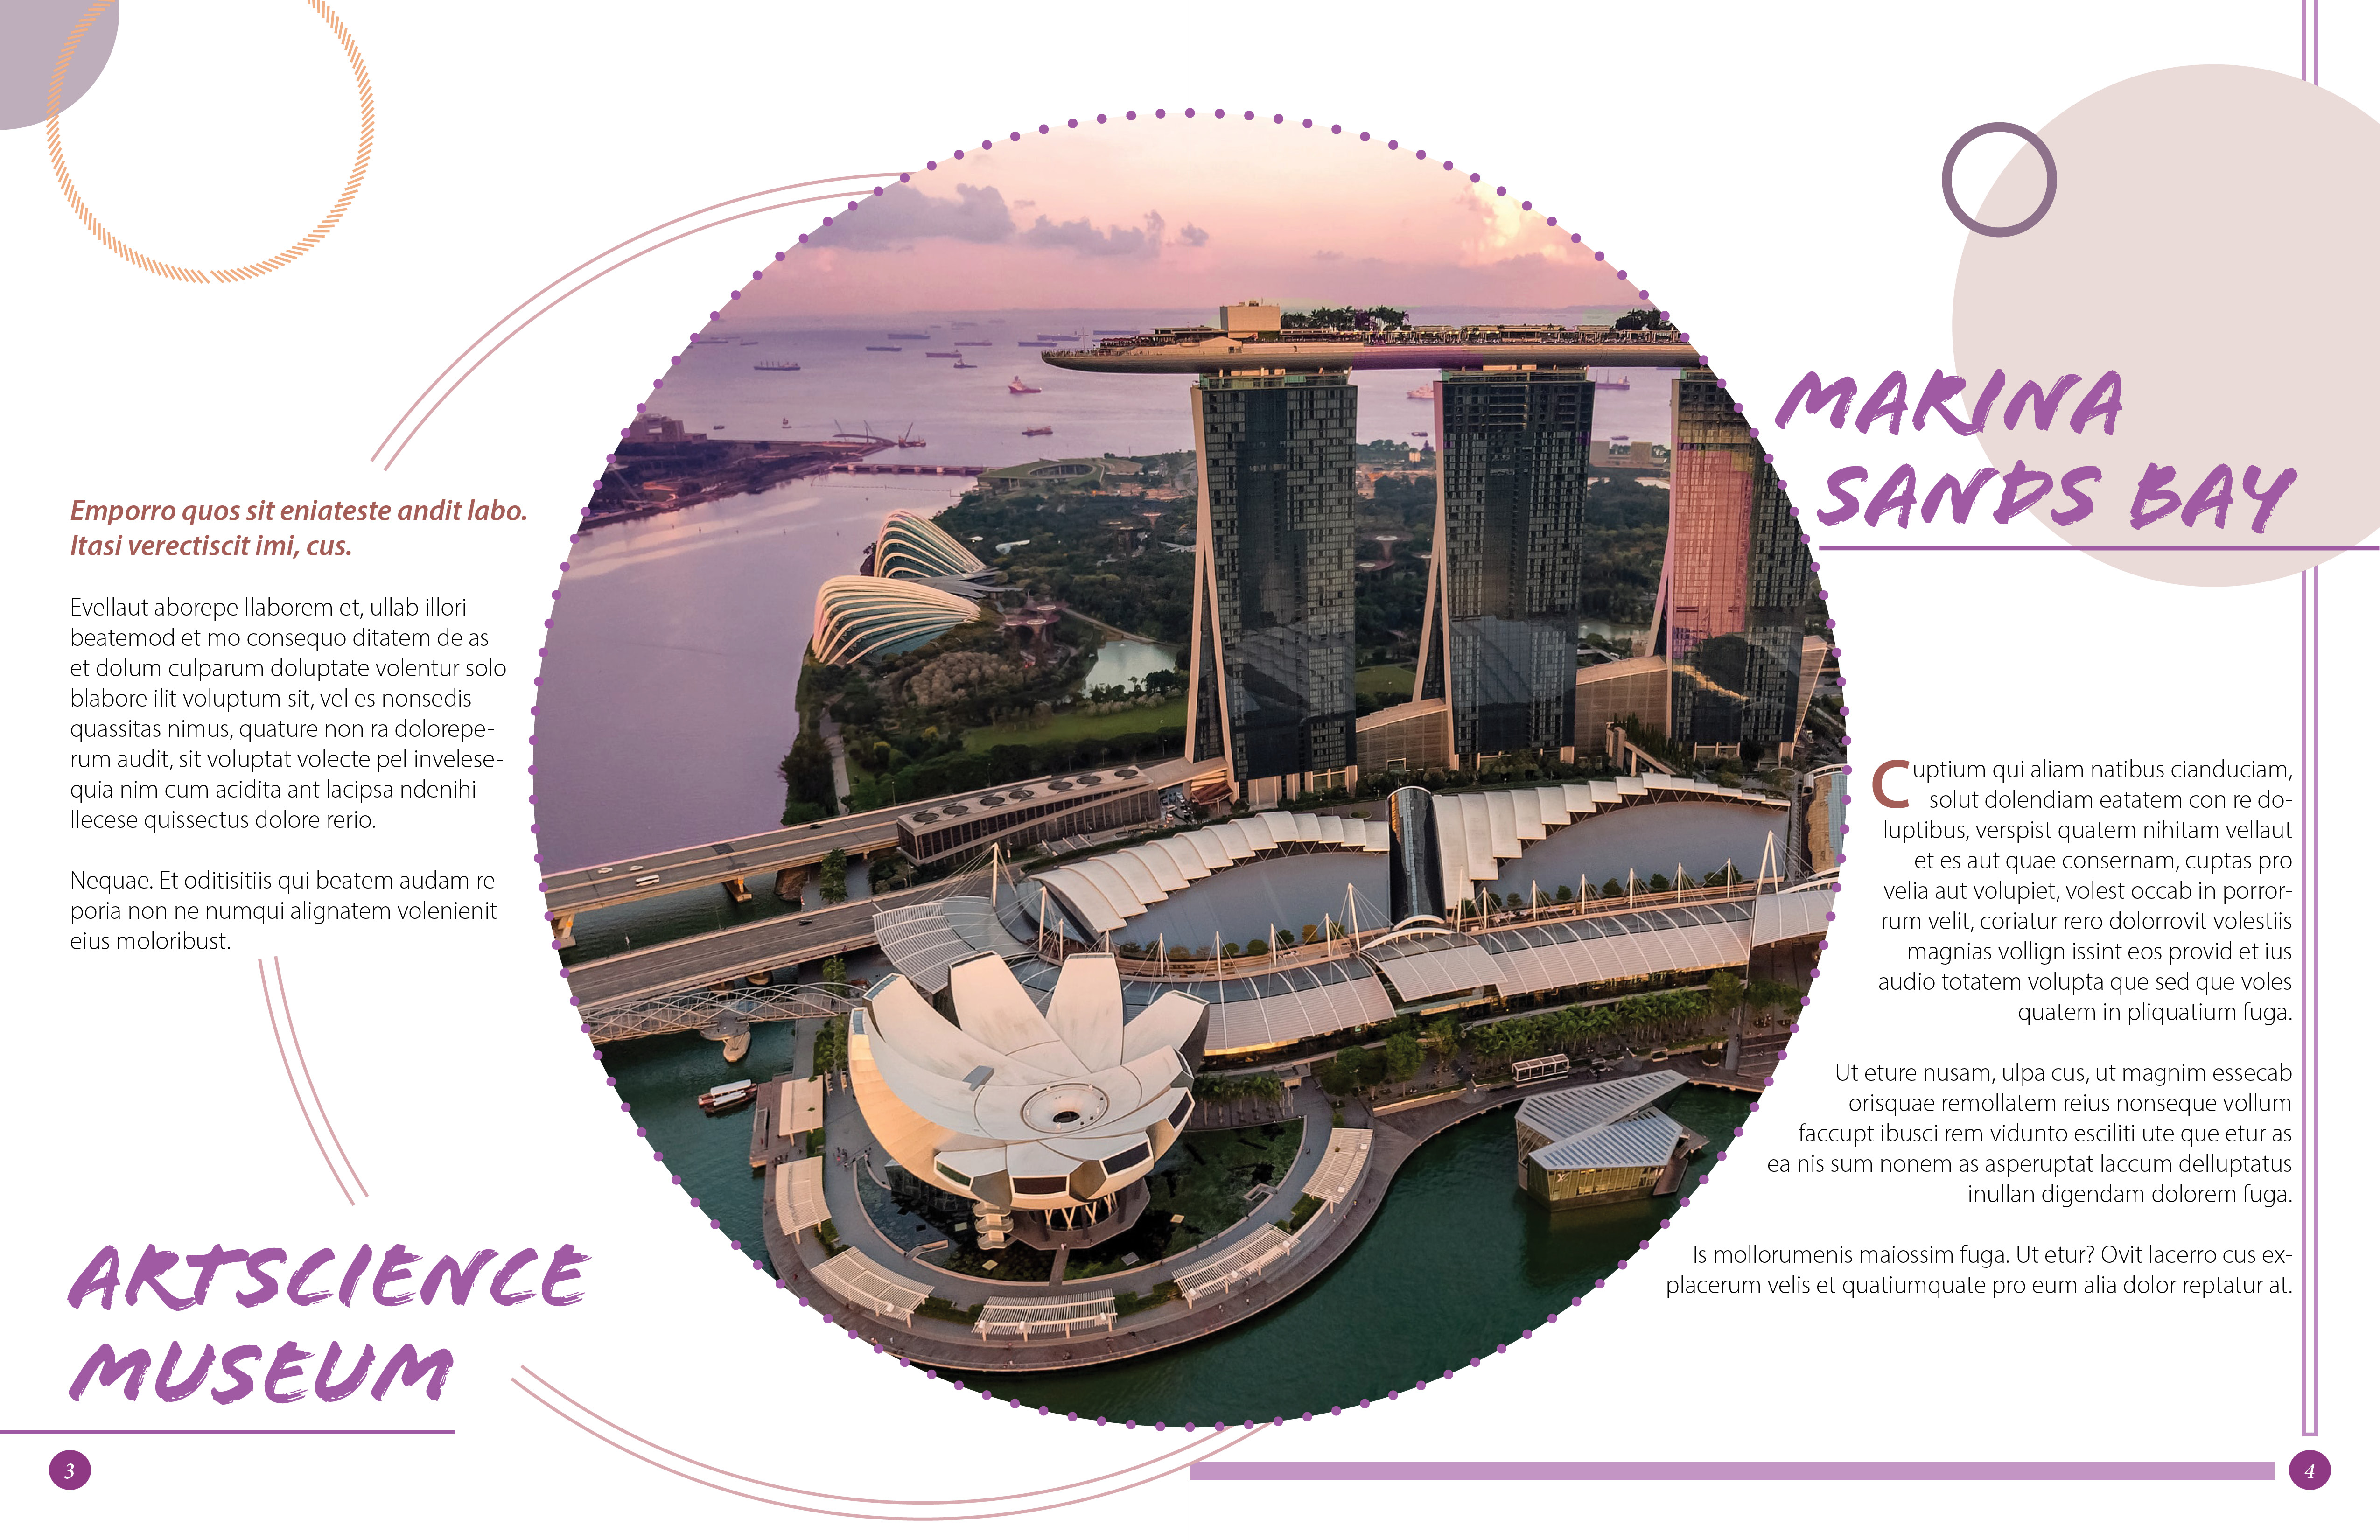 Emporro quos sit eniateste andit labo.
Itasi verectiscit imi, cus.
Evellaut aborepe llaborem et, ullab illori
beatemod et mo consequo ditatem de as
et dolum culparum doluptate volentur solo
blabore ilit voluptum sit, vel es nonsedis
quassitas nimus, quature non ra dolorepe-
rum audit, sit voluptat volecte pel invelese-
quia nim cum acidita ant lacipsa ndenihi
llecese quissectus dolore rerio.
Nequae. Et oditisitiis qui beatem audam re
poria non ne numqui alignatem volenienit
eius moloribust.
ARTSCIENCE
MUSEUM
3
MARINA
SANDS BAY
Cuptium qui aliam natibus cianduciam,
solut dolendiam eatatem con re do-
luptibus, verspist quatem nihitam vellaut
et es aut quae consernam, cuptas pro
velia aut volupiet, volest occab in porror-
rum velit, coriatur rero dolorrovit volestiis
magnias vollign issint eos provid et ius
audio totatem volupta que sed que voles
quatem in pliquatium fuga.
Ut eture nusam, ulpa cus, ut magnim essecab
orisquae remollatem reius nonseque vollum
faccupt ibusci rem vidunto esciliti ute que etur as
ea nis sum nonem as asperuptat laccum delluptatus
inullan digendam dolorem fuga.
Is mollorumenis maiossim fuga. Ut etur? Ovit lacerro cus ex-
placerum velis et quatiumquate pro eum alia dolor reptatur at.
4